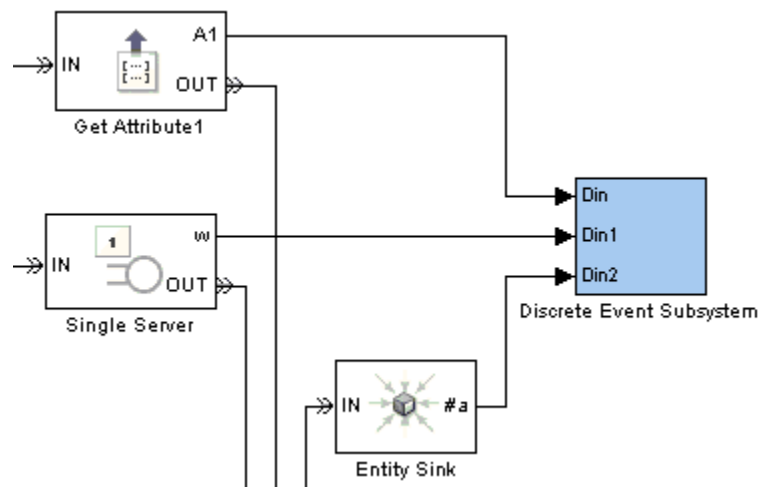 A1
IN
[...]
[...]
OUT
Get Attribute1
Din
1
w
Din1
IN
OUT
Din2
Single Server
Discrete Event Subsystem
IN
#a
Entity Sink